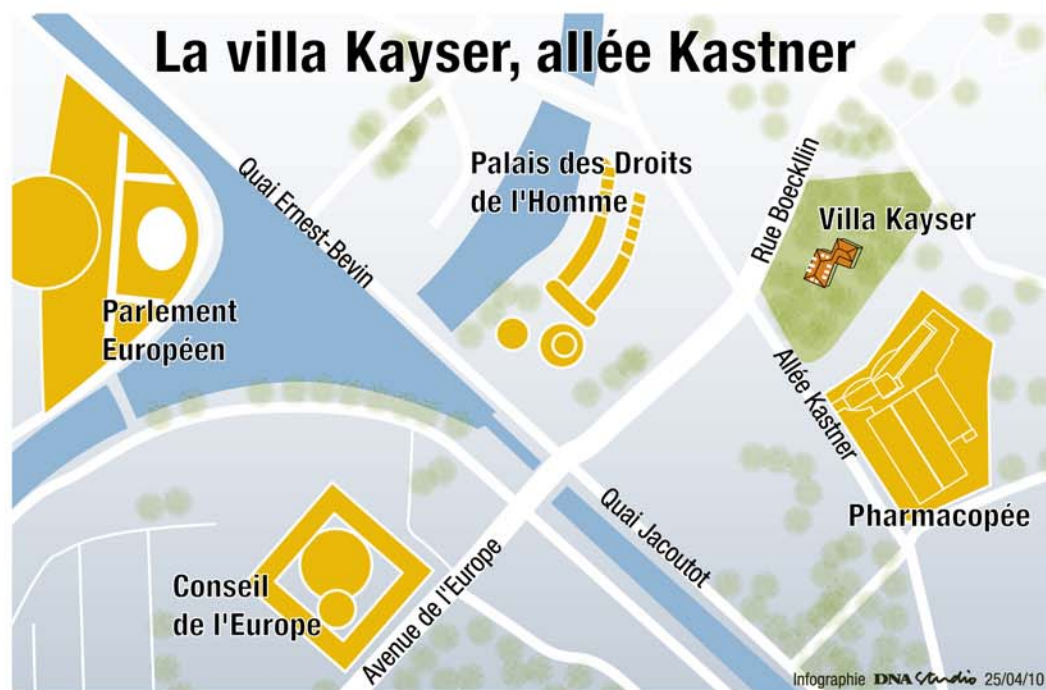 La villa Kayser, allée Kastner
Quai Ernest-Bevin
Palais des Droits
de l'Homme
Rue Boeckllin
Villa Kayser
Parlement
Européen
Allée Kastner
Pharmacopée
Quai Jacoutot
Conseil
de l'Europe
Avenue de l'Europe
Infographie DNA Studio 25/04/10